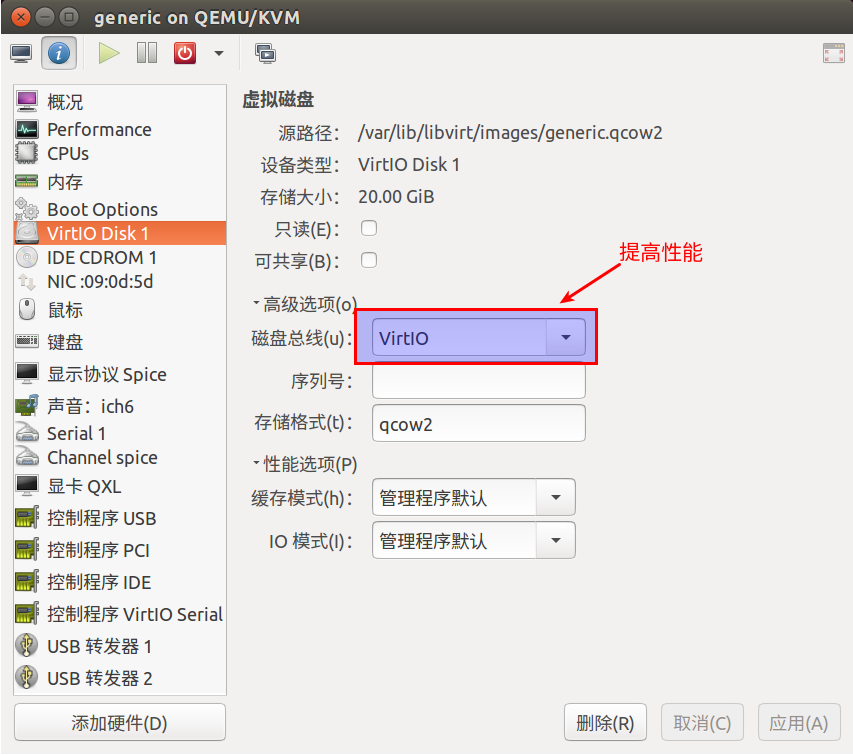 generic on QEMU/KVM
概况
Performance
CPUs
内存
Boot Options
VirtIO Disk 1
IDE CDROM 1
NIC :09:0d:5d
鼠标
键盘
显示协议 Spice
声音：ich6
Serial 1
Channel spice
显卡 QXL
控制程序 USB
控制程序 PCI
控制程序 IDE
控制程序 VirtIO Serial
USB 转发器 1
USB 转发器 2
添加硬件(D)
虚拟磁盘
源路径： /var/lib/libvirt/images/generic.qcow2
设备类型： VirtIO Disk 1
存储大小： 20.00 GiB
只读(E)：
可共享(B)：
提高性能
高级选项(o)
磁盘总线(u)： VirtIO
序列号：
存储格式(t)： qcow2
性能选项(P)
缓存模式(h)： 管理程序默认
IO 模式(I)： 管理程序默认
删除(R) 取消(C) 应用(A)